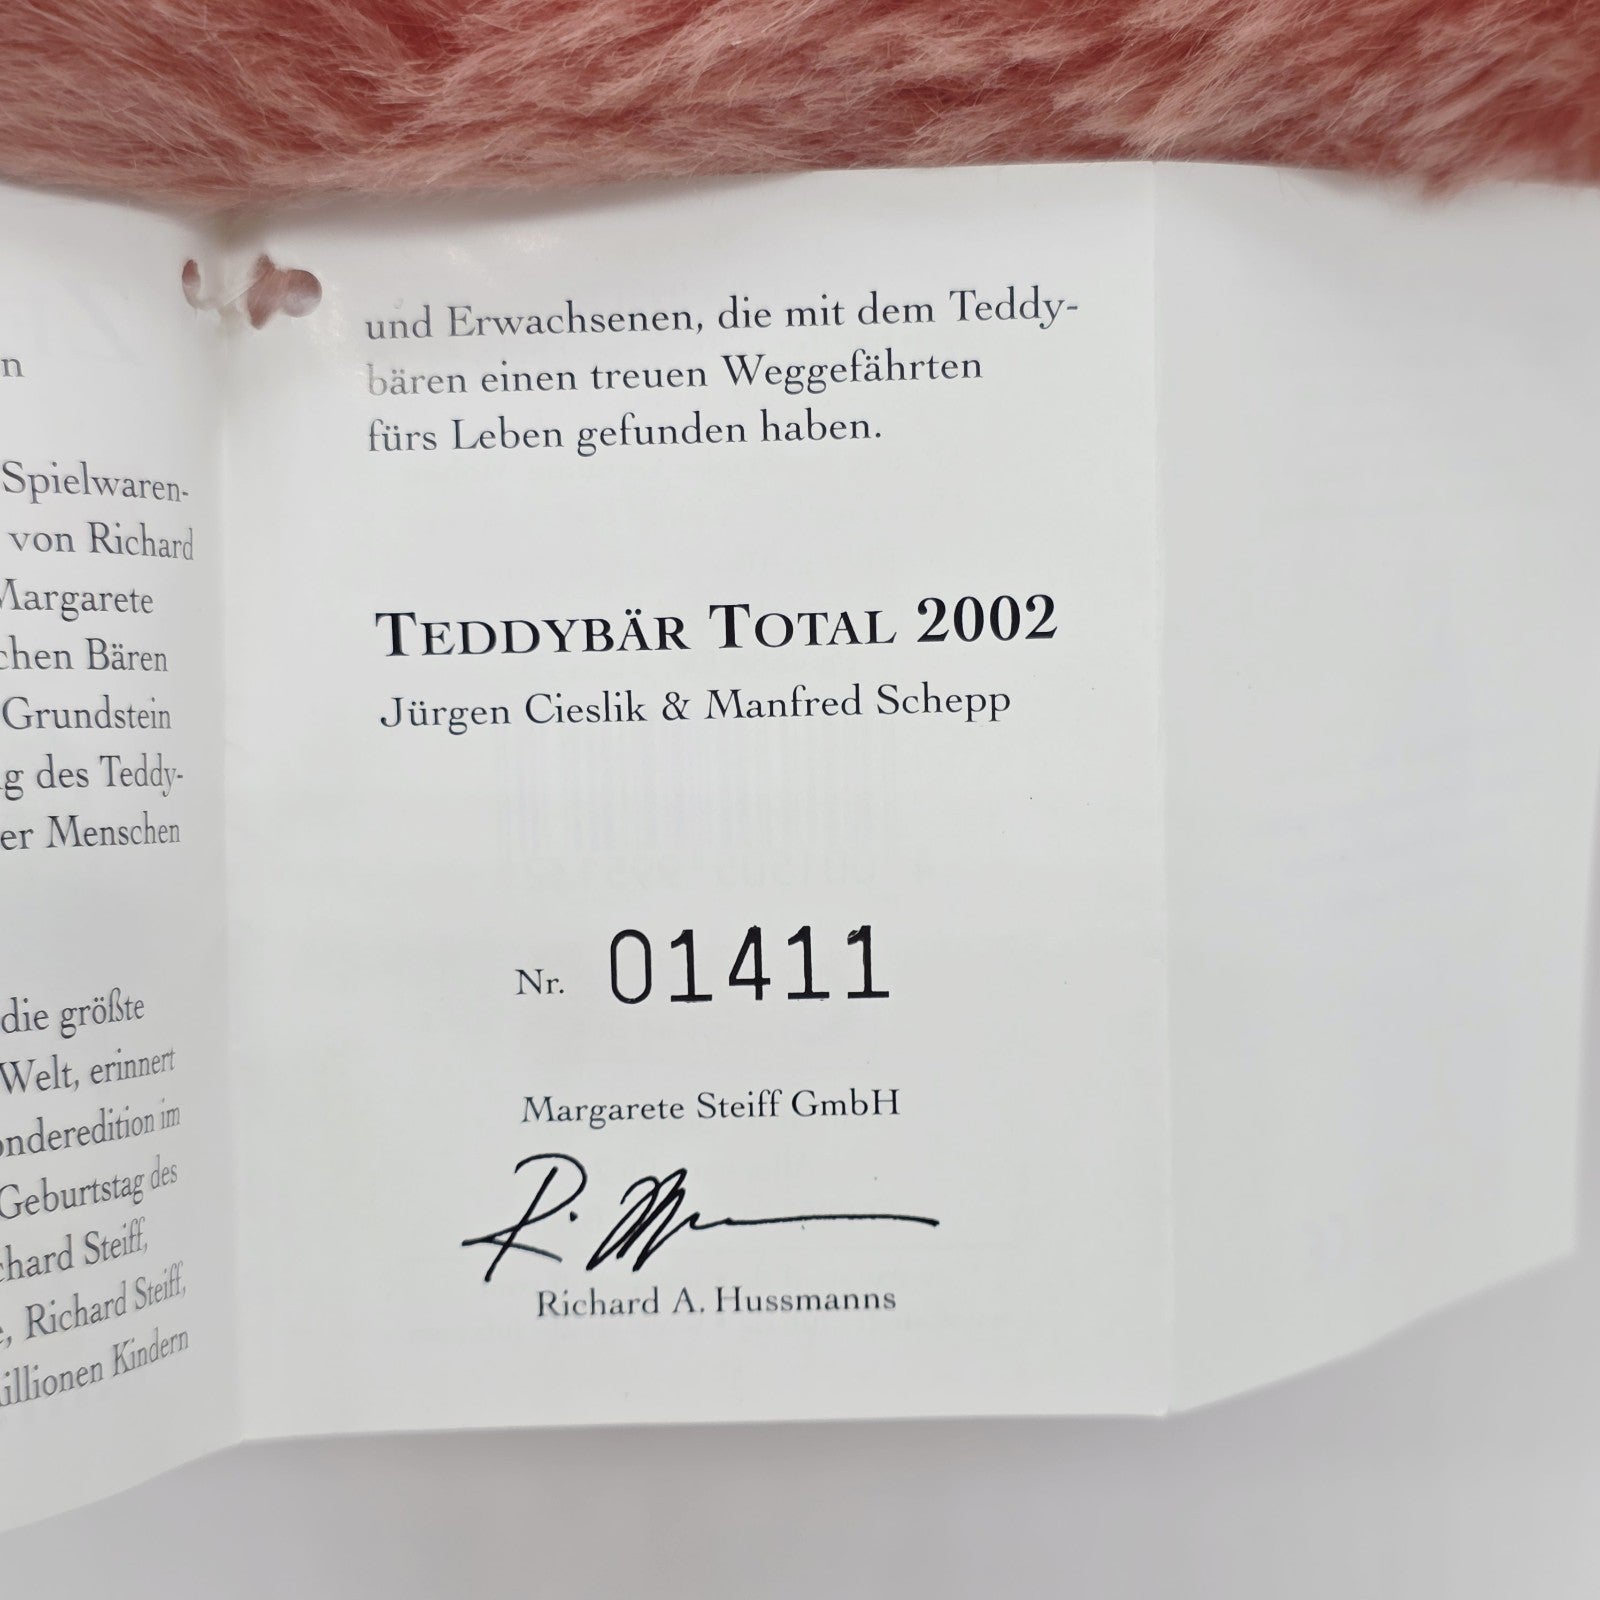 n
Spielwaren-
von Richard
Margarete
chen Bären
Grundstein
g des Teddy-
er Menschen
die größte
Welt, erinnert
onderedition im
Geburtstag des
chard Steiff,
, Richard Steiff,
illionen Kindern
und Erwachsenen, die mit dem Teddy-
bären einen treuen Weggefährten
fürs Leben gefunden haben.
TEDDYBÄR TOTAL 2002
Jürgen Cieslik & Manfred Schepp
Nr. 01411
Margarete Steiff GmbH
Richard A. Hussmanns